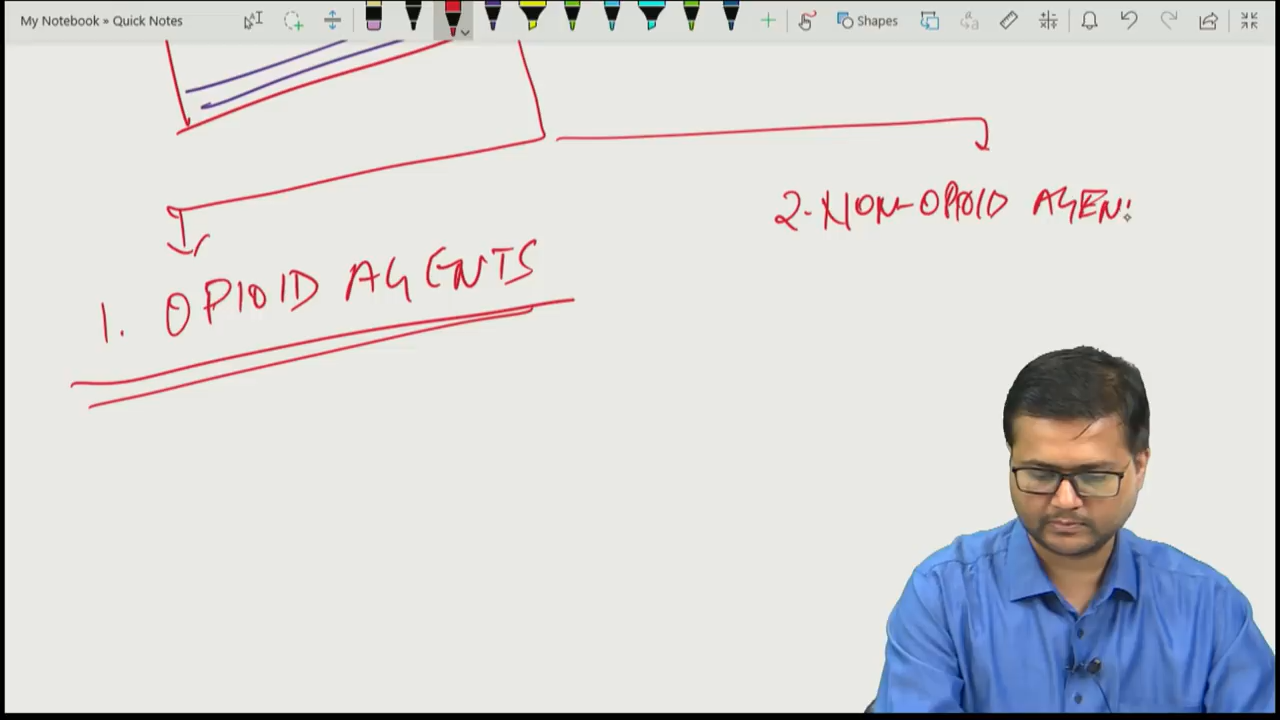 My Notebook » Quick Notes
Shapes
2. NON-OPIOID AGEN
1. OPIOID AGENTS